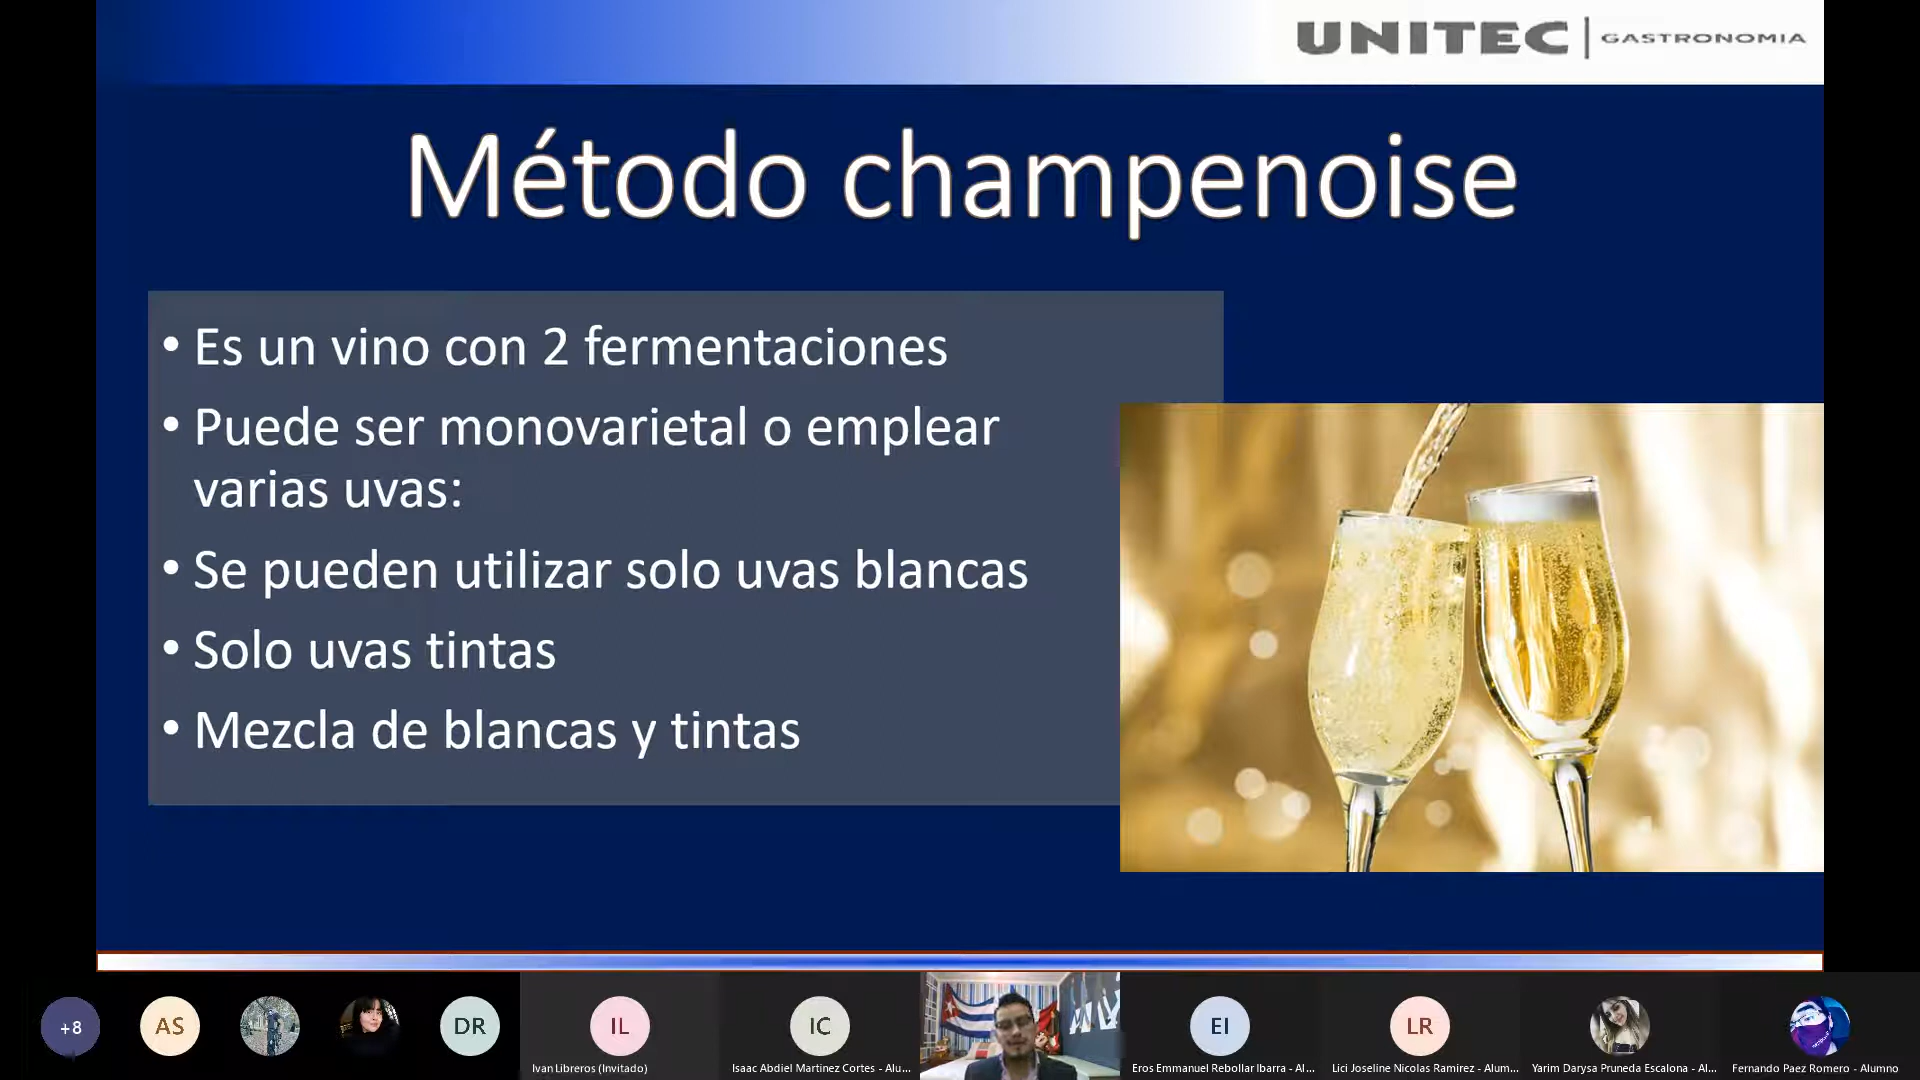 UNITEC | GASTRONOMIA
Método champenoise
• Es un vino con 2 fermentaciones
• Puede ser monovarietal o emplear
varias uvas:
• Se pueden utilizar solo uvas blancas
• Solo uvas tintas
• Mezcla de blancas y tintas
+8
AS
DR
IL
IC
EI
LR
Ivan Libreros (Invitado)
Isaac Abdiel Martinez Cortes - Alu...
Eros Emmanuel Rebollar Ibarra - Al...
Lici Joseline Nicolas Ramirez - Alum...
Yarim Darysa Pruneda Escalona - Al...
Fernando Paez Romero - Alumno